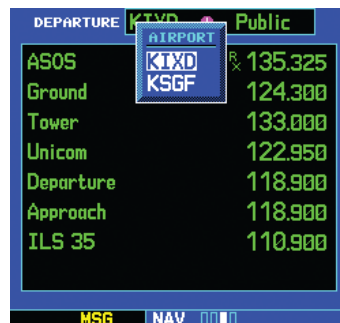 DEPARTURE KIXD Public
AIRPORT
KIXD
KSGF
ASOS Rx 135.325
Ground 124.300
Tower 133.000
Unicom 122.950
Departure 118.900
Approach 118.900
ILS 35 110.900
MSG NAV